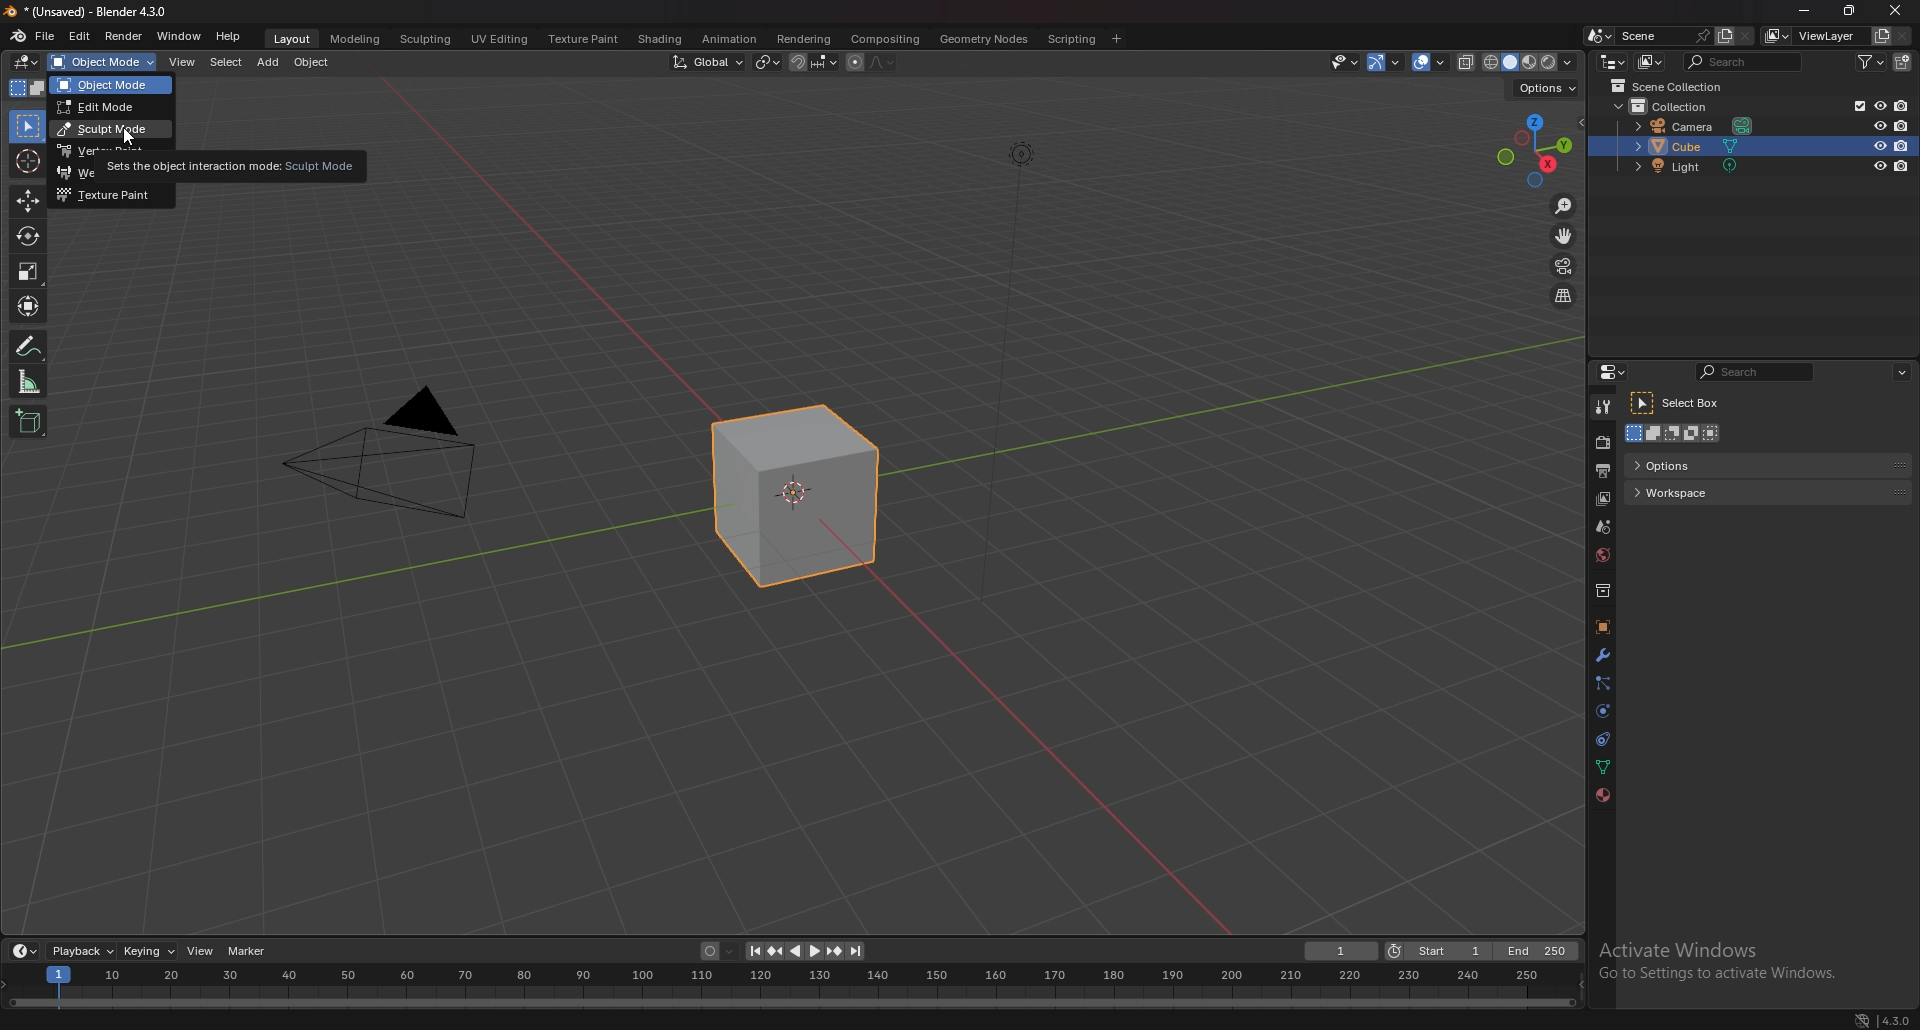 * (Unsaved) - Blender 4.3.0
File Edit Render Window Help Layout Modeling Sculpting UV Editing Texture Paint Shading Animation Rendering Compositing Geometry Nodes Scripting + Scene ViewLayer
Object Mode View Select Add Object Global Search
Options
Object Mode
Edit Mode
Sculpt Mode
Sets the object interaction mode: Sculpt Mode
Texture Paint
Z
Y
X
Scene Collection
Collection
Camera
Cube
Light
Search
Select Box
Options
Workspace
Playback Keying View Marker 1 Start 1 End 250
1 10 20 30 40 50 60 70 80 90 100 110 120 130 140 150 160 170 180 190 200 210 220 230 240 250
Activate Windows
Go to Settings to activate Windows.
4.3.0